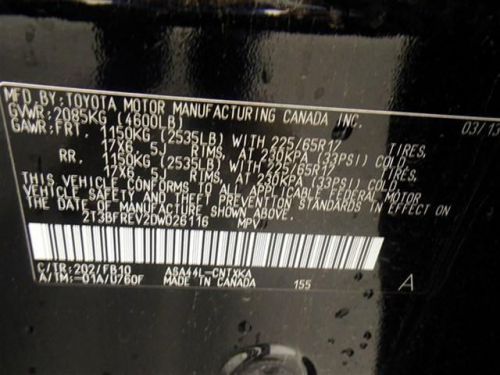 MFD BY: TOYOTA MOTOR MANUFACTURING CANADA INC. 03/13
GVWR: 2085KG (4600LB)
GAWR: FRT. 1150KG (2535LB) WITH 225/65R17 TIRES,
17X6.5J RIMS, AT 230KPA (33PSI) COLD.
RR. 1150KG (2535LB) WITH 225/65R17 TIRES,
17X6.5J RIMS, AT 230KPA (33PSI) COLD.
THIS VEHICLE CONFORMS TO ALL APPLICABLE FEDERAL MOTOR
VEHICLE SAFETY AND THEFT PREVENTION STANDARDS IN EFFECT ON
THE DATE OF MANUFACTURE SHOWN ABOVE.
2T3BFREV2DW026116 MPV
C/TR: 202/FB10 ASA44L-CNTXKA
A/TM: -01A/U760F MADE IN CANADA 155 A